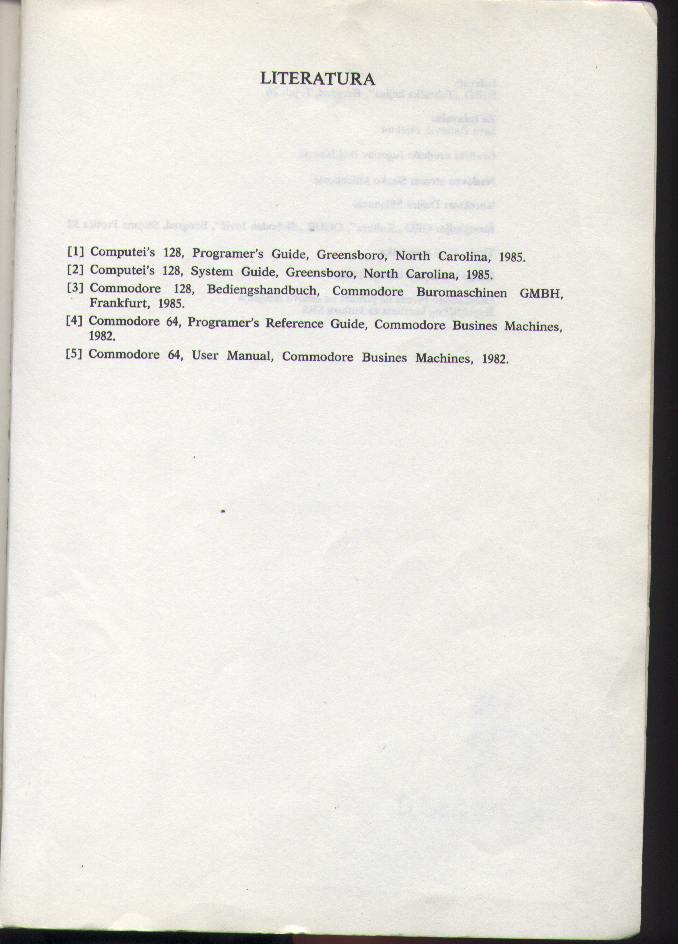 LITERATURA
[1] Computei's 128, Programer's Guide, Greensboro, North Carolina, 1985.
[2] Computei's 128, System Guide, Greensboro, North Carolina, 1985.
[3] Commodore 128, Bediengshandbuch, Commodore Buromaschinen GMBH,
Frankfurt, 1985.
[4] Commodore 64, Programer's Reference Guide, Commodore Busines Machines,
1982.
[5] Commodore 64, User Manual, Commodore Busines Machines, 1982.